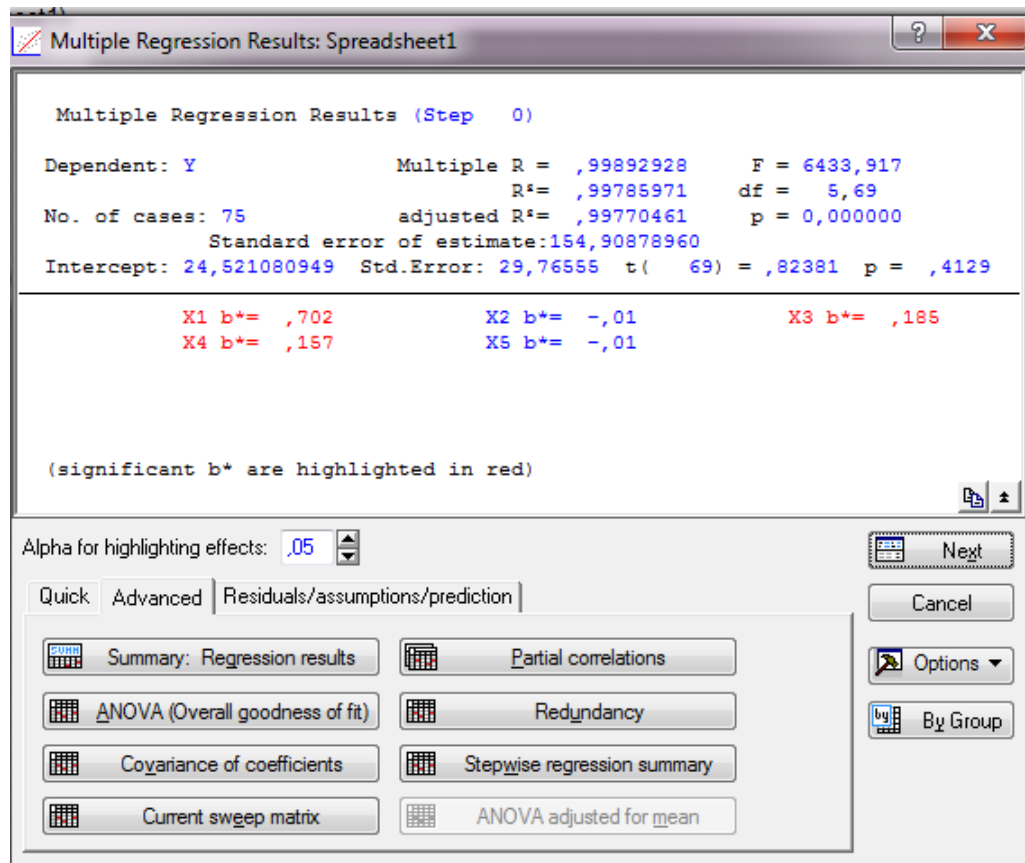 Multiple Regression Results: Spreadsheet1
Multiple Regression Results (Step 0)
Dependent: Y Multiple R = ,99892928 F = 6433,917
R²= ,99785971 df = 5,69
No. of cases: 75 adjusted R²= ,99770461 p = 0,000000
Standard error of estimate:154,90878960
Intercept: 24,521080949 Std.Error: 29,76555 t( 69) = ,82381 p = ,4129
X1 b*= ,702 X2 b*= -,01 X3 b*= ,185
X4 b*= ,157 X5 b*= -,01
(significant b* are highlighted in red)
Alpha for highlighting effects: ,05
Next
Quick Advanced Residuals/assumptions/prediction
Cancel
Summary: Regression results Partial correlations
Options
ANOVA (Overall goodness of fit) Redundancy
By Group
Covariance of coefficients Stepwise regression summary
Current sweep matrix ANOVA adjusted for mean